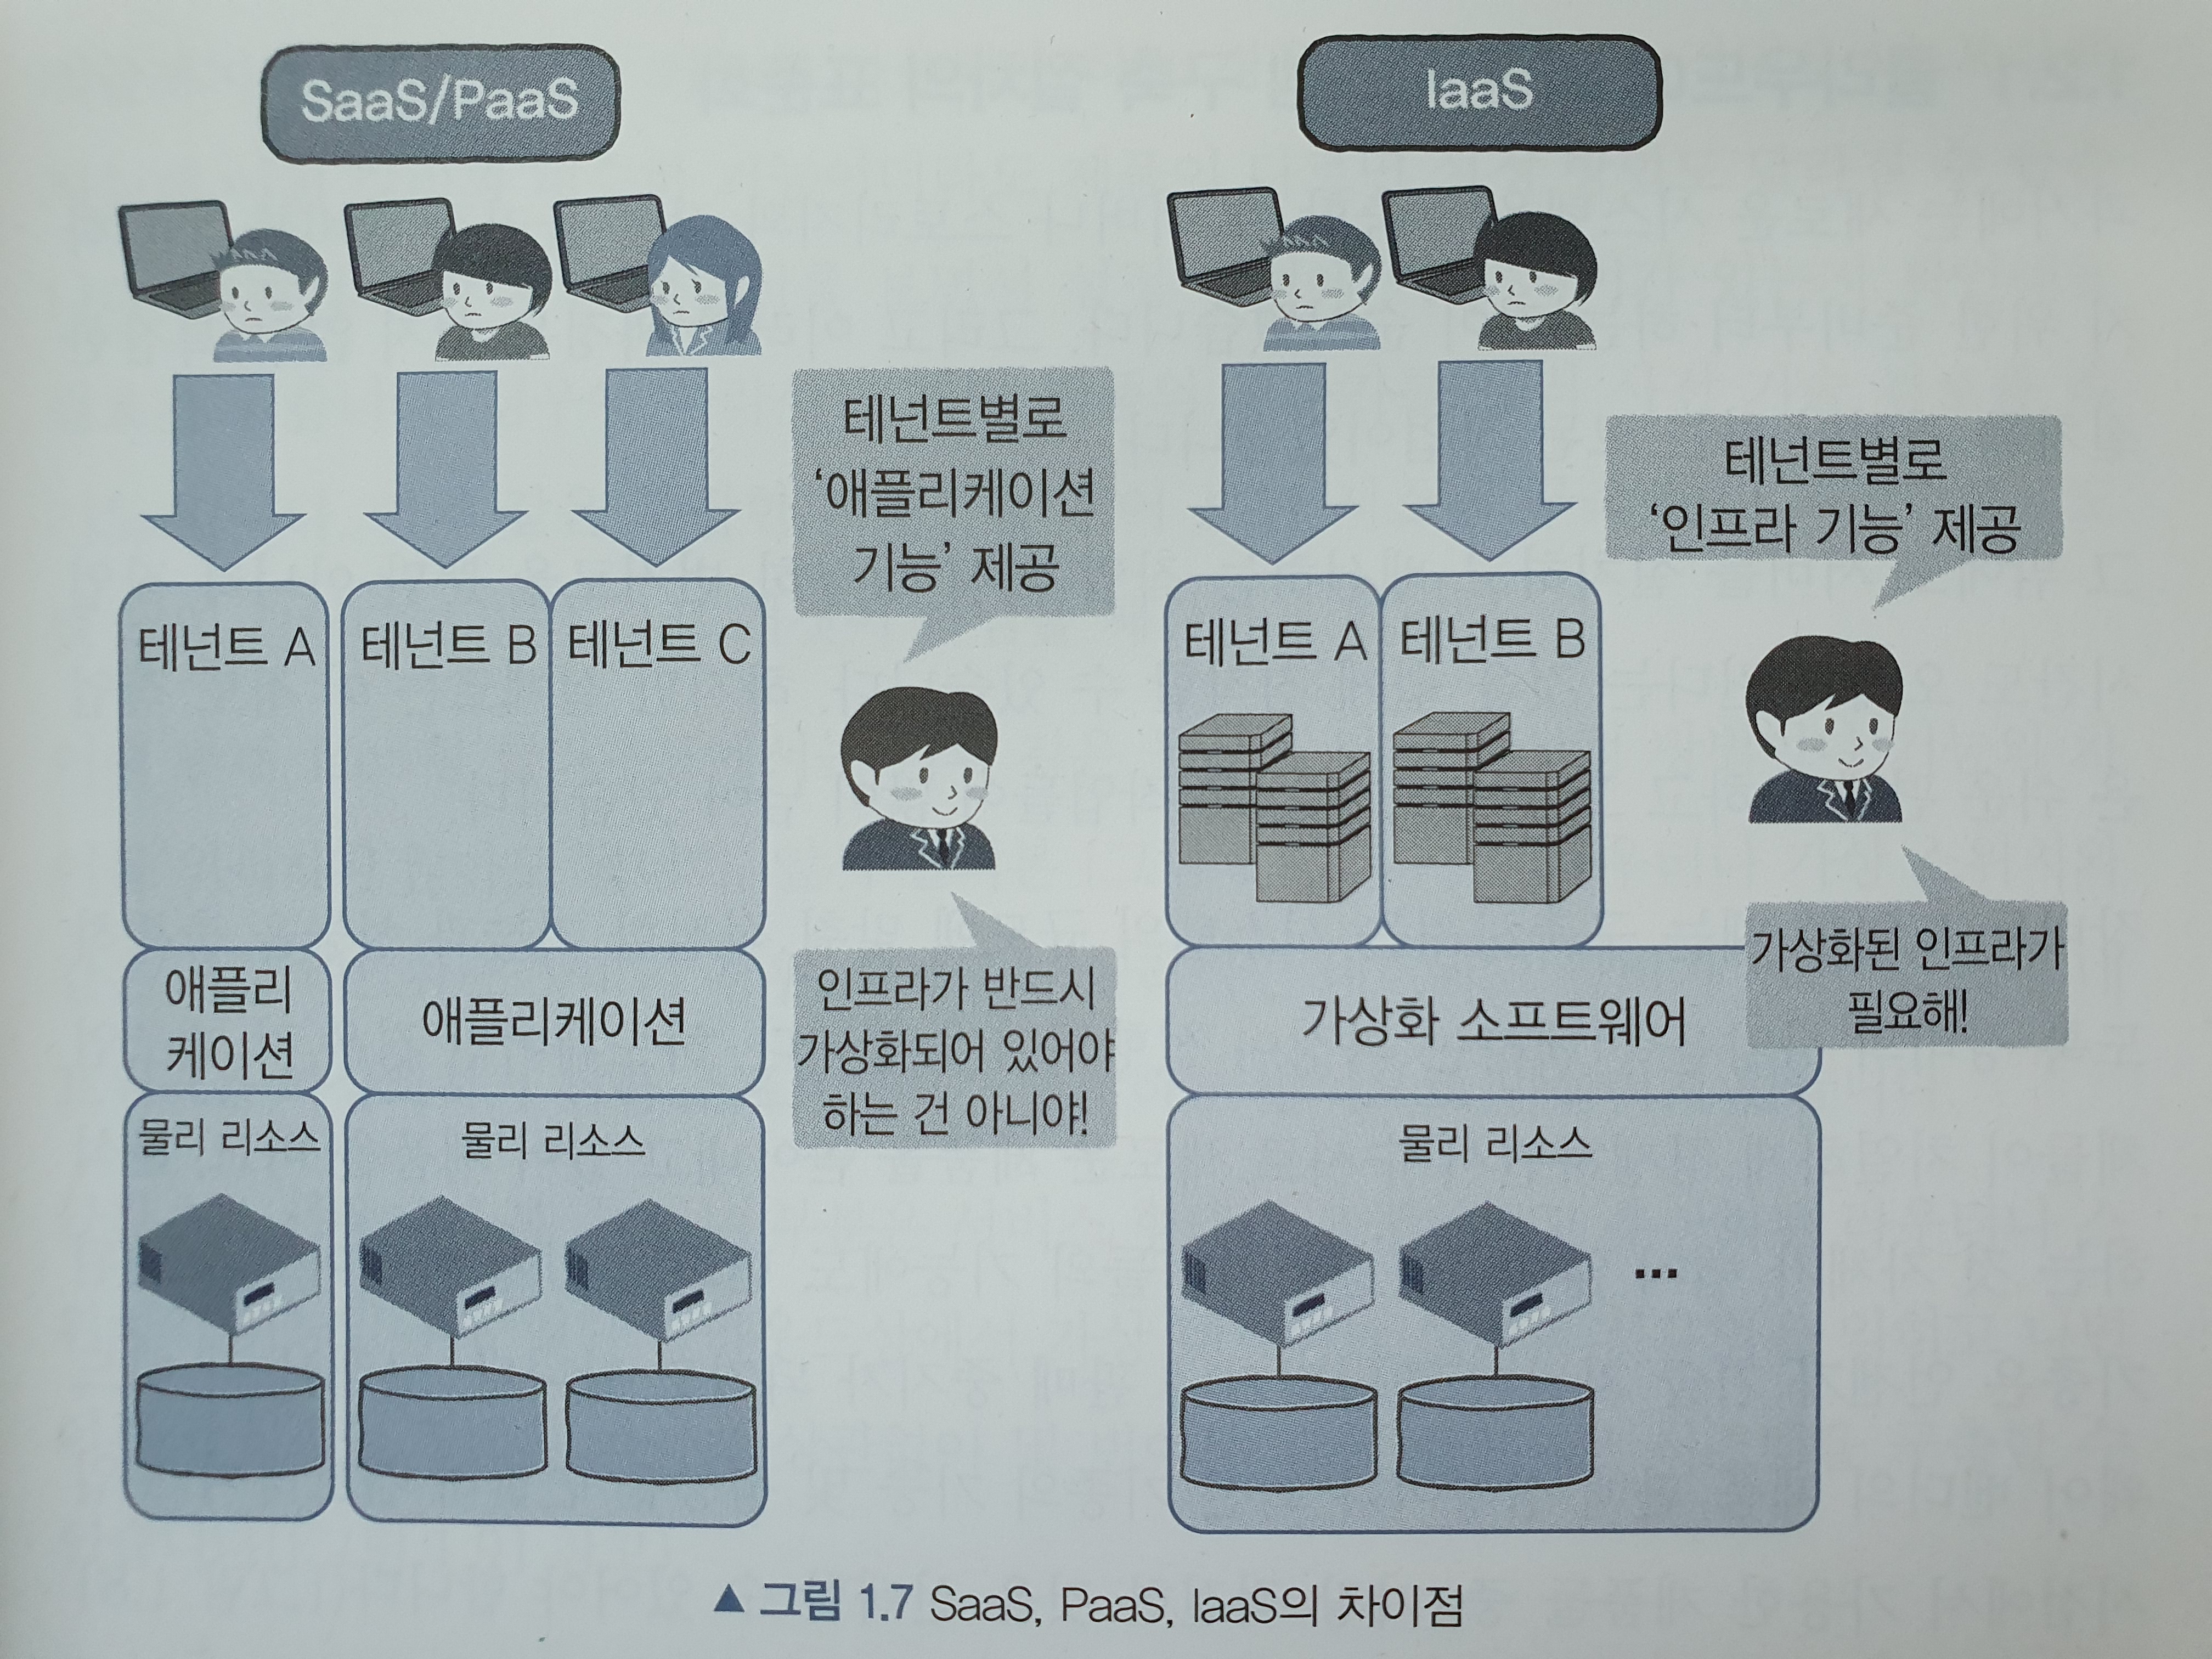 SaaS/PaaS
테넌트별로
‘애플리케이션
기능’ 제공
테넌트 A
테넌트 B
테넌트 C
애플리
케이션
애플리케이션
인프라가 반드시
가상화되어 있어야
하는 건 아니야!
물리 리소스
물리 리소스
IaaS
테넌트별로
‘인프라 기능’ 제공
테넌트 A
테넌트 B
가상화 소프트웨어
가상화된 인프라가
필요해!
물리 리소스
...
▲ 그림 1.7 SaaS, PaaS, IaaS의 차이점